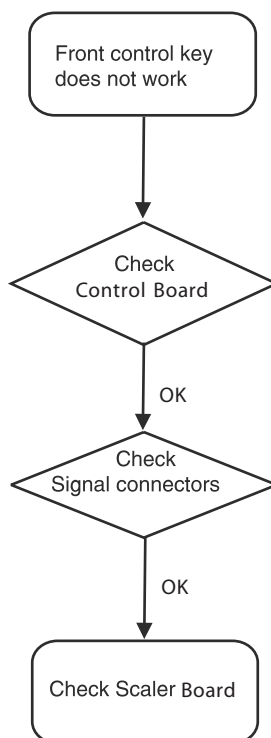 Front control key
does not work
Check
Control Board
OK
Check
Signal connectors
OK
Check Scaler Board